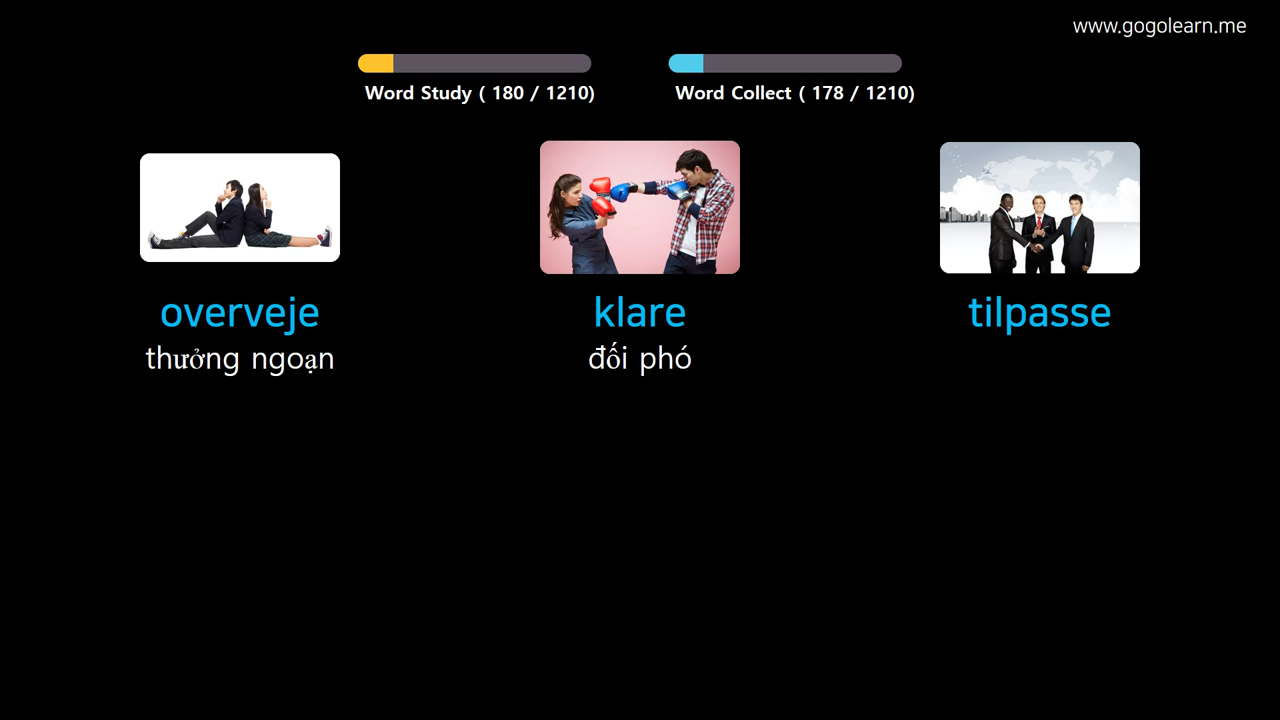 www.gogolearn.me
Word Study ( 180 / 1210)
Word Collect ( 178 / 1210)
overveje
klare
tilpasse
thưởng ngoạn
đối phó